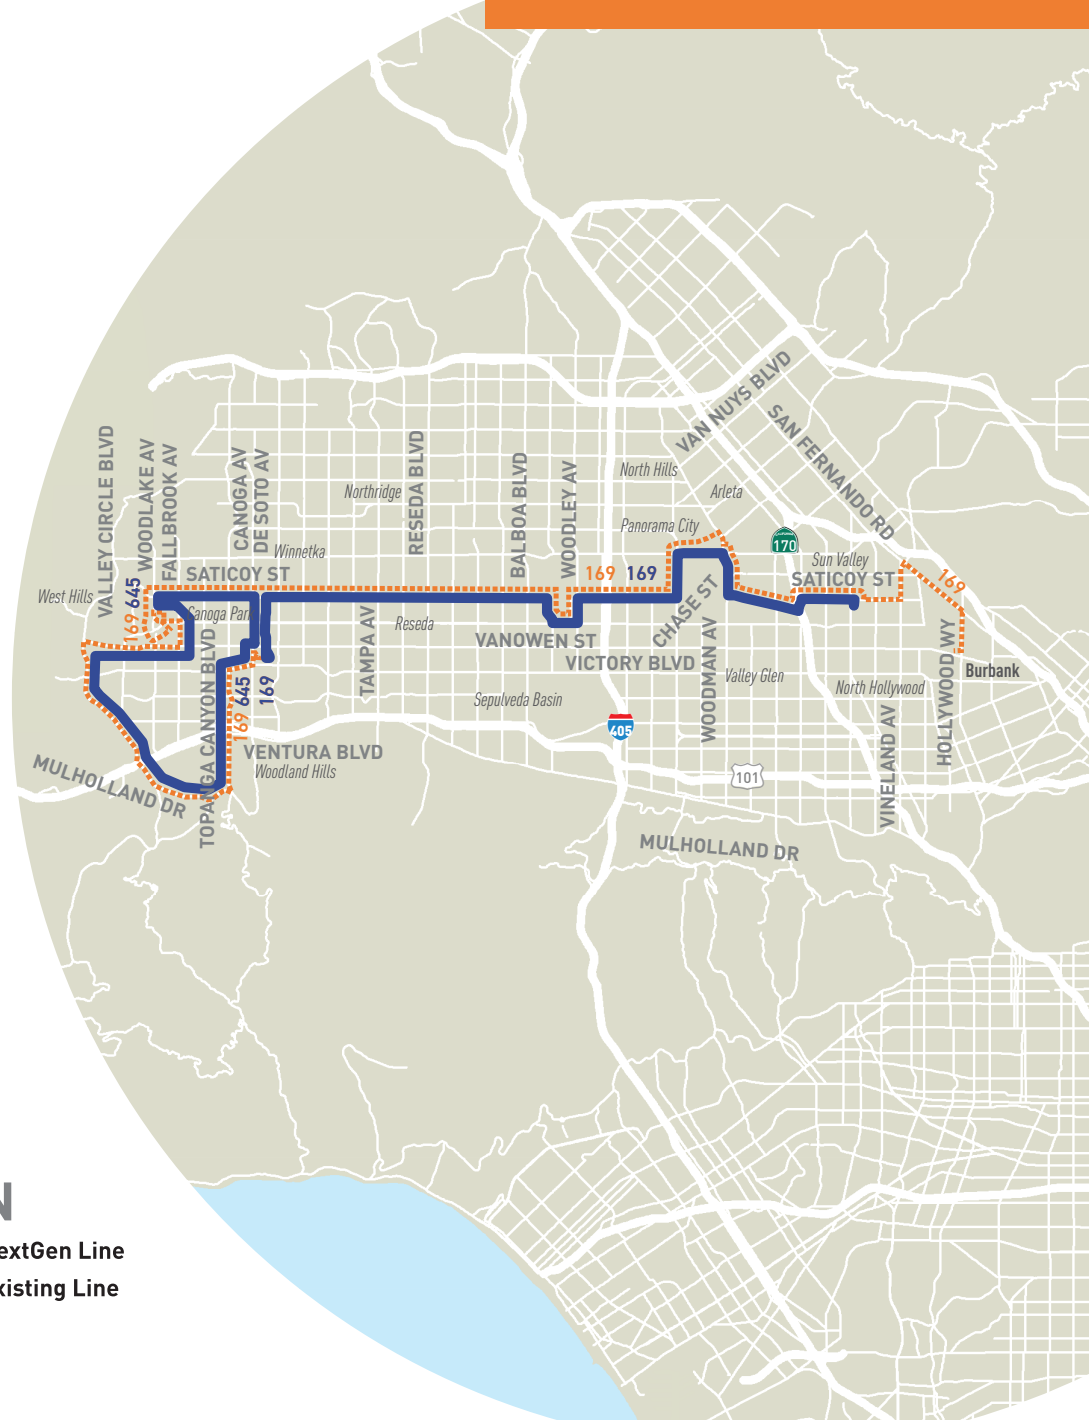 VAN NUYS BLVD
SAN FERNANDO RD
VALLEY CIRCLE BLVD
WOODLAKE AV
FALLBROOK AV
CANOGA AV
DE SOTO AV
RESEDA BLVD
BALBOA BLVD
WOODLEY AV
North Hills
Northridge
Arleta
Panorama City
CALIFORNIA
170
Winnetka
Sun Valley
SATICOY ST
169
169
SATICOY ST
169
West Hills
169 645
Canoga Park
TAMPA AV
Reseda
VANOWEN ST
CHASE ST
VICTORY BLVD
WOODMAN AV
Valley Glen
North Hollywood
Burbank
HOLLYWOOD WY
Sepulveda Basin
169 645
169
TOPANGA CANYON BLVD
405
VINELAND AV
VENTURA BLVD
Woodland Hills
101
MULHOLLAND DR
MULHOLLAND DR
N
extGen Line
xisting Line